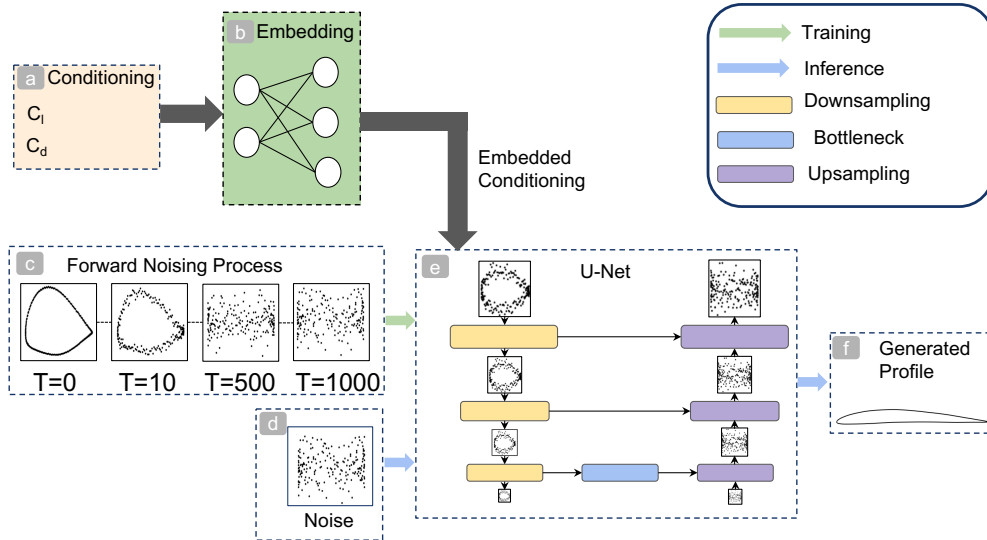 a Conditioning
C_l
C_d
b Embedding
Embedded
Conditioning
Training
Inference
Downsampling
Bottleneck
Upsampling
c Forward Noising Process
T=0 T=10 T=500 T=1000
d
Noise
e U-Net
f Generated
Profile